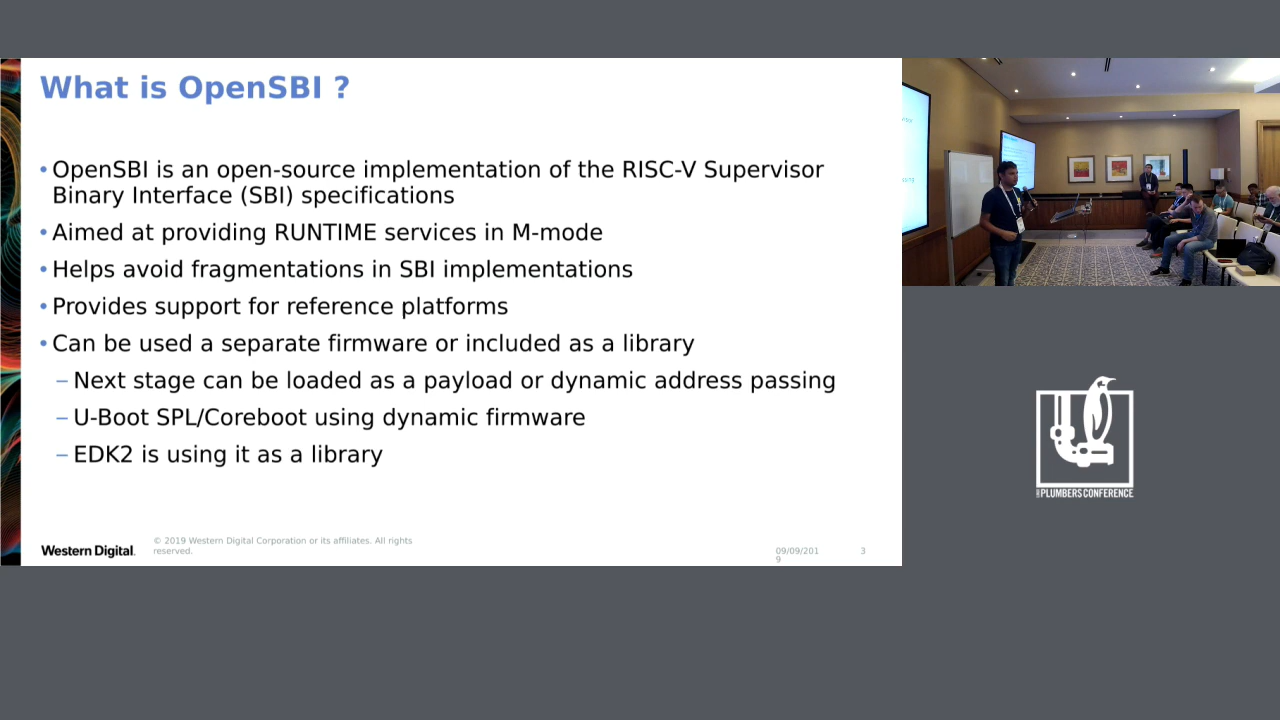 What is OpenSBI ?
• OpenSBI is an open-source implementation of the RISC-V Supervisor
Binary Interface (SBI) specifications
• Aimed at providing RUNTIME services in M-mode
• Helps avoid fragmentations in SBI implementations
• Provides support for reference platforms
• Can be used a separate firmware or included as a library
– Next stage can be loaded as a payload or dynamic address passing
– U-Boot SPL/Coreboot using dynamic firmware
– EDK2 is using it as a library
Western Digital.
© 2019 Western Digital Corporation or its affiliates. All rights
reserved.
09/09/201
9
3
PLUMBERS CONFERENCE